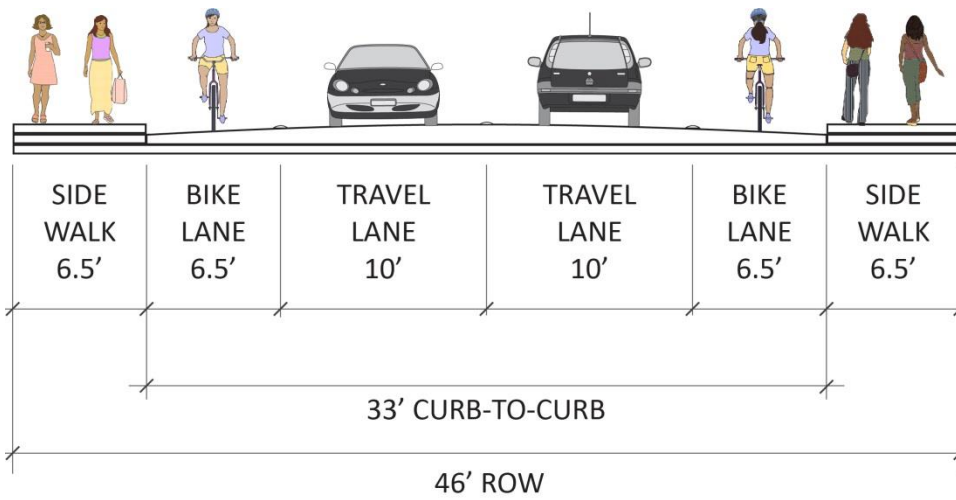 SIDE
WALK
6.5’
BIKE
LANE
6.5’
TRAVEL
LANE
10’
TRAVEL
LANE
10’
BIKE
LANE
6.5’
SIDE
WALK
6.5’
33’ CURB-TO-CURB
46’ ROW